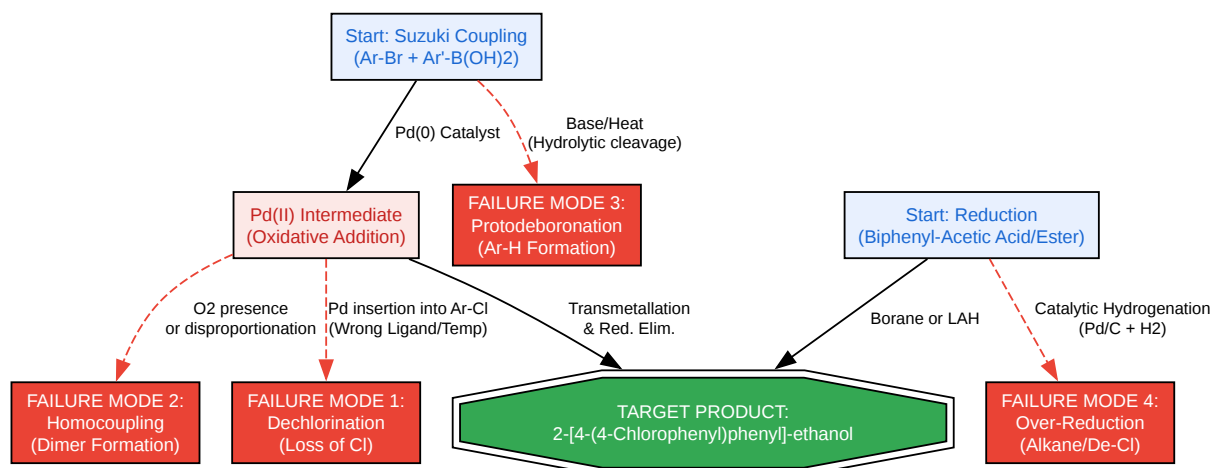 Start: Suzuki Coupling
(Ar-Br + Ar'-B(OH)2)
Pd(0) Catalyst
Base/Heat
(Hydrolytic cleavage)
Pd(II) Intermediate
(Oxidative Addition)
FAILURE MODE 3:
Protodeboronation
(Ar-H Formation)
Start: Reduction
(Biphenyl-Acetic Acid/Ester)
O2 presence
or disproportionation
Pd insertion into Ar-Cl
(Wrong Ligand/Temp)
Transmetallation
& Red. Elim.
Borane or LAH
Catalytic Hydrogenation
(Pd/C + H2)
FAILURE MODE 2:
Homocoupling
(Dimer Formation)
FAILURE MODE 1:
Dechlorination
(Loss of Cl)
TARGET PRODUCT:
2-[4-(4-Chlorophenyl)phenyl]-ethanol
FAILURE MODE 4:
Over-Reduction
(Alkane/De-Cl)